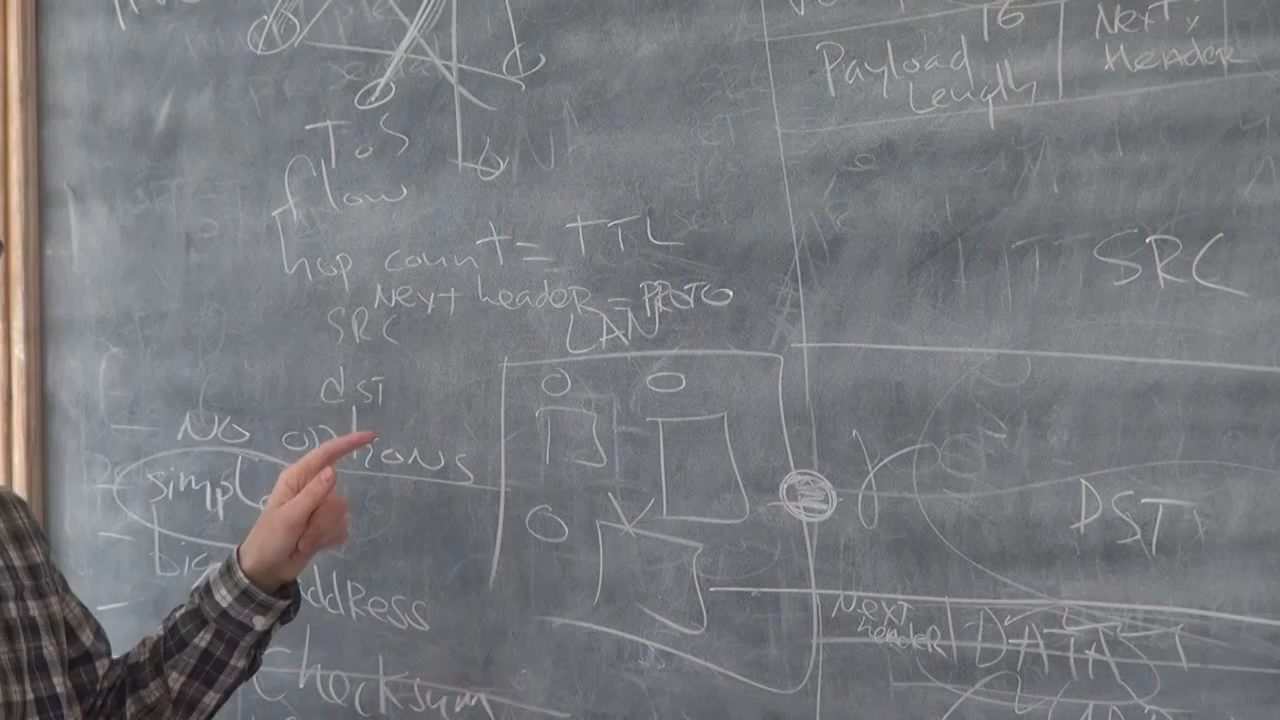 ToS
flow
hop count = TTL
Next header = PROTO
SRC
dst
- NO options
simpl
- big address
checksum
LAN
16
Payload Length
Next Header
SRC
DST
Next header
DATA